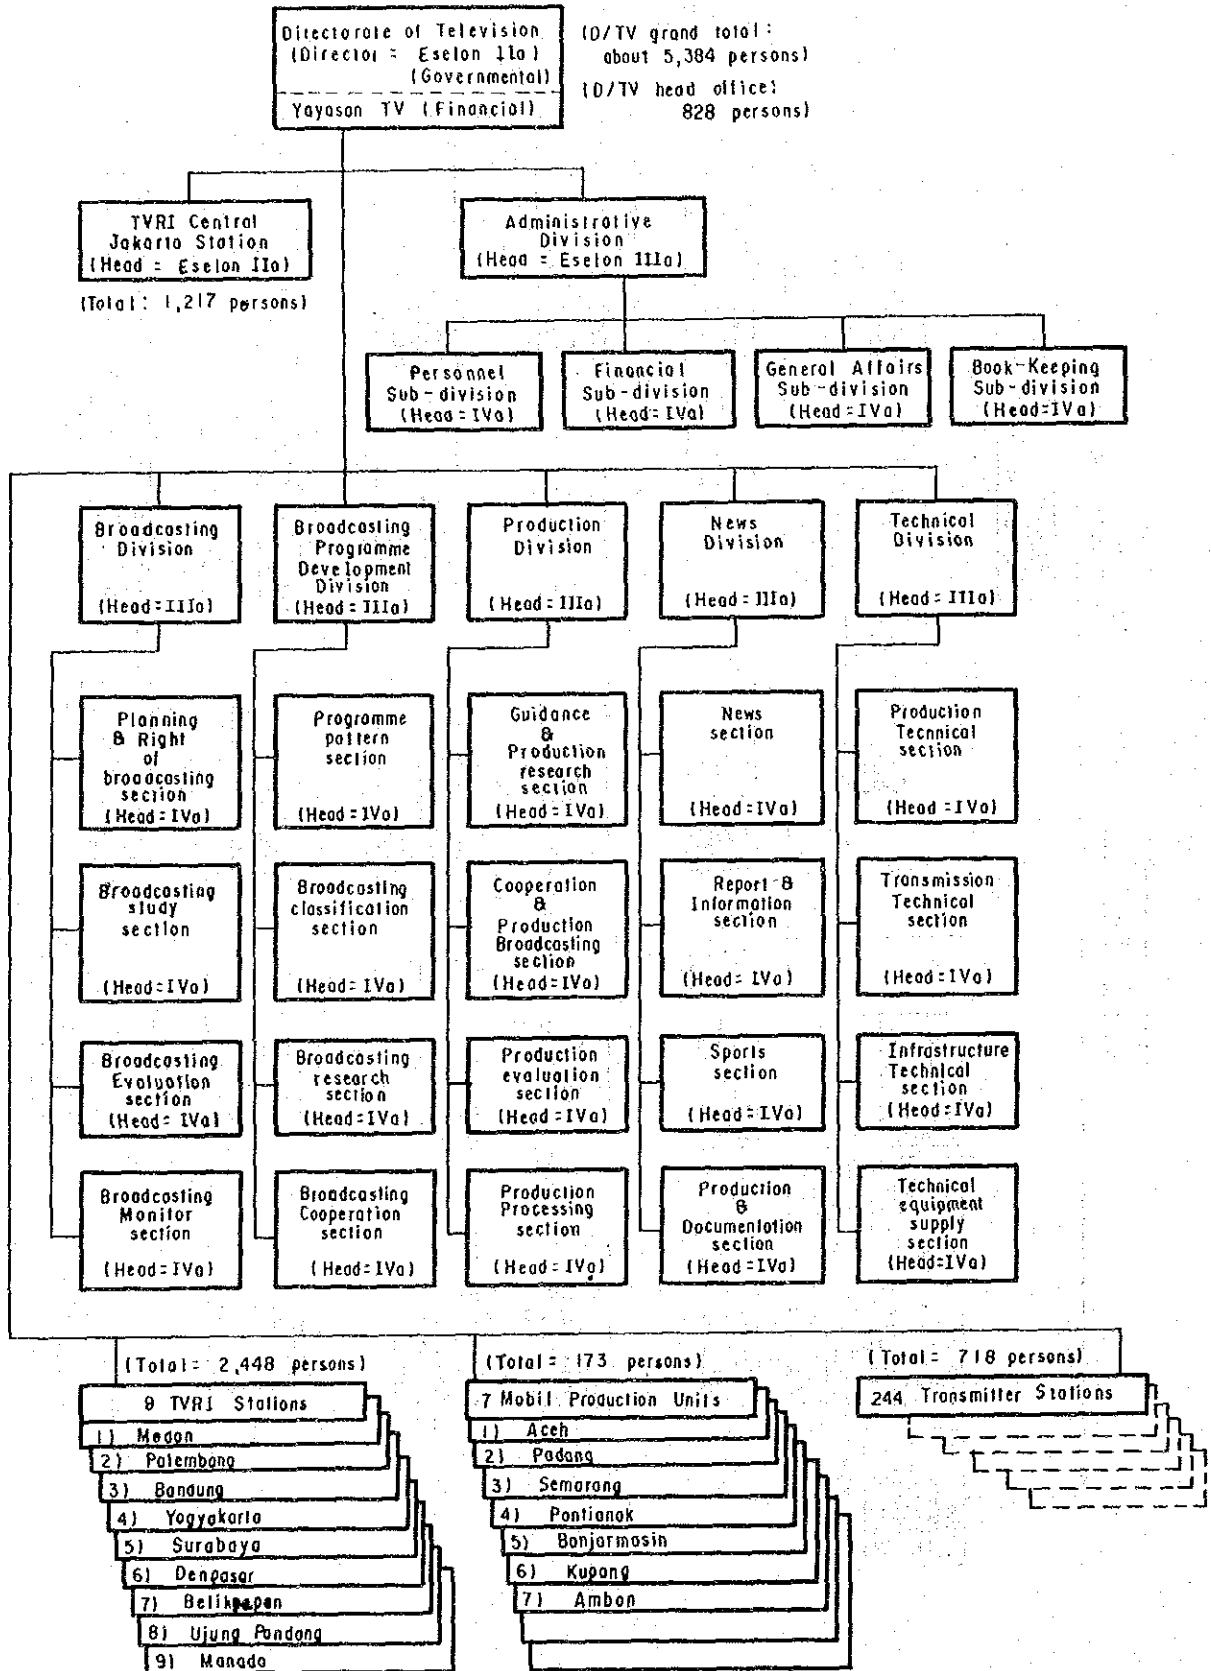 Directorate of Television
(Director = Eselon IIa)
(Governmental)
Yayasan TV (Financial)
(D/TV grand total:
about 5,384 persons)
(D/TV head office:
828 persons)
TVRI Central
Jakarta Station
(Head = Eselon IIa)
(Total: 1,217 persons)
Administrative
Division
(Head = Eselon IIIa)
Personnel
Sub-division
(Head=IVa)
Financial
Sub-division
(Head=IVa)
General Affairs
Sub-division
(Head=IVa)
Book-Keeping
Sub-division
(Head=IVa)
Broadcasting
Division
(Head=IIIa)
Broadcasting
Programme
Development
Division
(Head=IIIa)
Production
Division
(Head=IIIa)
News
Division
(Head=IIIa)
Technical
Division
(Head=IIIa)
Planning
& Right
of
broadcasting
section
(Head=IVa)
Programme
pattern
section
(Head=IVa)
Guidance
&
Production
research
section
(Head=IVa)
News
section
(Head=IVa)
Production
Tecnnical
section
(Head=IVa)
Broadcasting
study
section
(Head=IVa)
Broadcasting
classification
section
(Head=IVa)
Cooperation
&
Production
Broadcasting
section
(Head=IVa)
Report &
Information
section
(Head=IVa)
Transmission
Technical
section
(Head=IVa)
Broadcasting
Evaluation
section
(Head=IVa)
Broadcasting
research
section
(Head=IVa)
Production
evaluation
section
(Head=IVa)
Sports
section
(Head=IVa)
Infrastructure
Technical
section
(Head=IVa)
Broadcasting
Monitor
section
(Head=IVa)
Broadcasting
Cooperation
section
(Head=IVa)
Production
Processing
section
(Head=IVa)
Production
&
Documentation
section
(Head=IVa)
Technical
equipment
supply
section
(Head=IVa)
(Total= 2,448 persons)
9 TVRI Stations
1) Medan
2) Palembang
3) Bandung
4) Yogyakarta
5) Surabaya
6) Denpasar
7) Belikpapan
8) Ujung Pandang
9) Manado
(Total= 173 persons)
7 Mobil Production Units
1) Aceh
2) Padang
3) Semarang
4) Pontianak
5) Banjarmasin
6) Kupang
7) Ambon
(Total= 718 persons)
244 Transmitter Stations